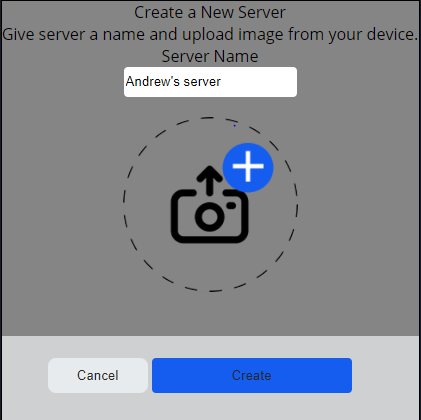 Create a New Server
Give server a name and upload image from your device.
Server Name
Andrew's server
Cancel
Create